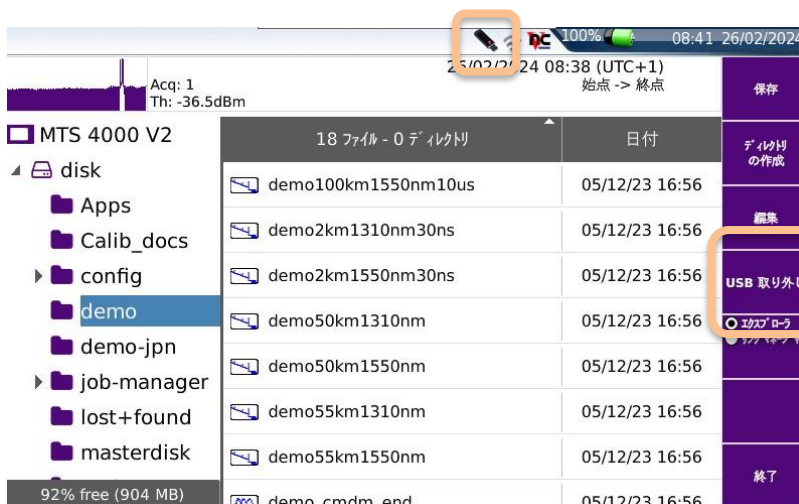 100%
08:41 26/02/2024
Acq: 1
Th: -36.5dBm
26/02/2024 08:38 (UTC+1)
始点 -> 終点
MTS 4000 V2
disk
Apps
Calib_docs
config
demo
demo-jpn
job-manager
lost+found
masterdisk
92% free (904 MB)
18 ファイル - 0 ディレクトリ
日付
demo100km1550nm10us
05/12/23 16:56
demo2km1310nm30ns
05/12/23 16:56
demo2km1550nm30ns
05/12/23 16:56
demo50km1310nm
05/12/23 16:56
demo50km1550nm
05/12/23 16:56
demo55km1310nm
05/12/23 16:56
demo55km1550nm
05/12/23 16:56
demo_cmdm_end
05/12/23 16:56
保存
ディレクトリ
の作成
編集
USB 取り外し
エクスプローラ
終了